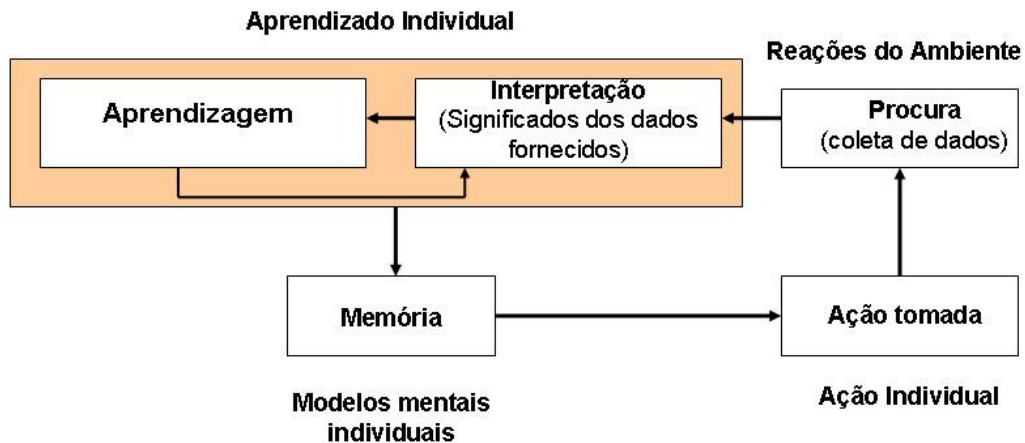 Aprendizado Individual
Reações do Ambiente
Aprendizagem
Interpretação
(Significados dos dados
fornecidos)
Procura
(coleta de dados)
Memória
Ação tomada
Modelos mentais
individuais
Ação Individual